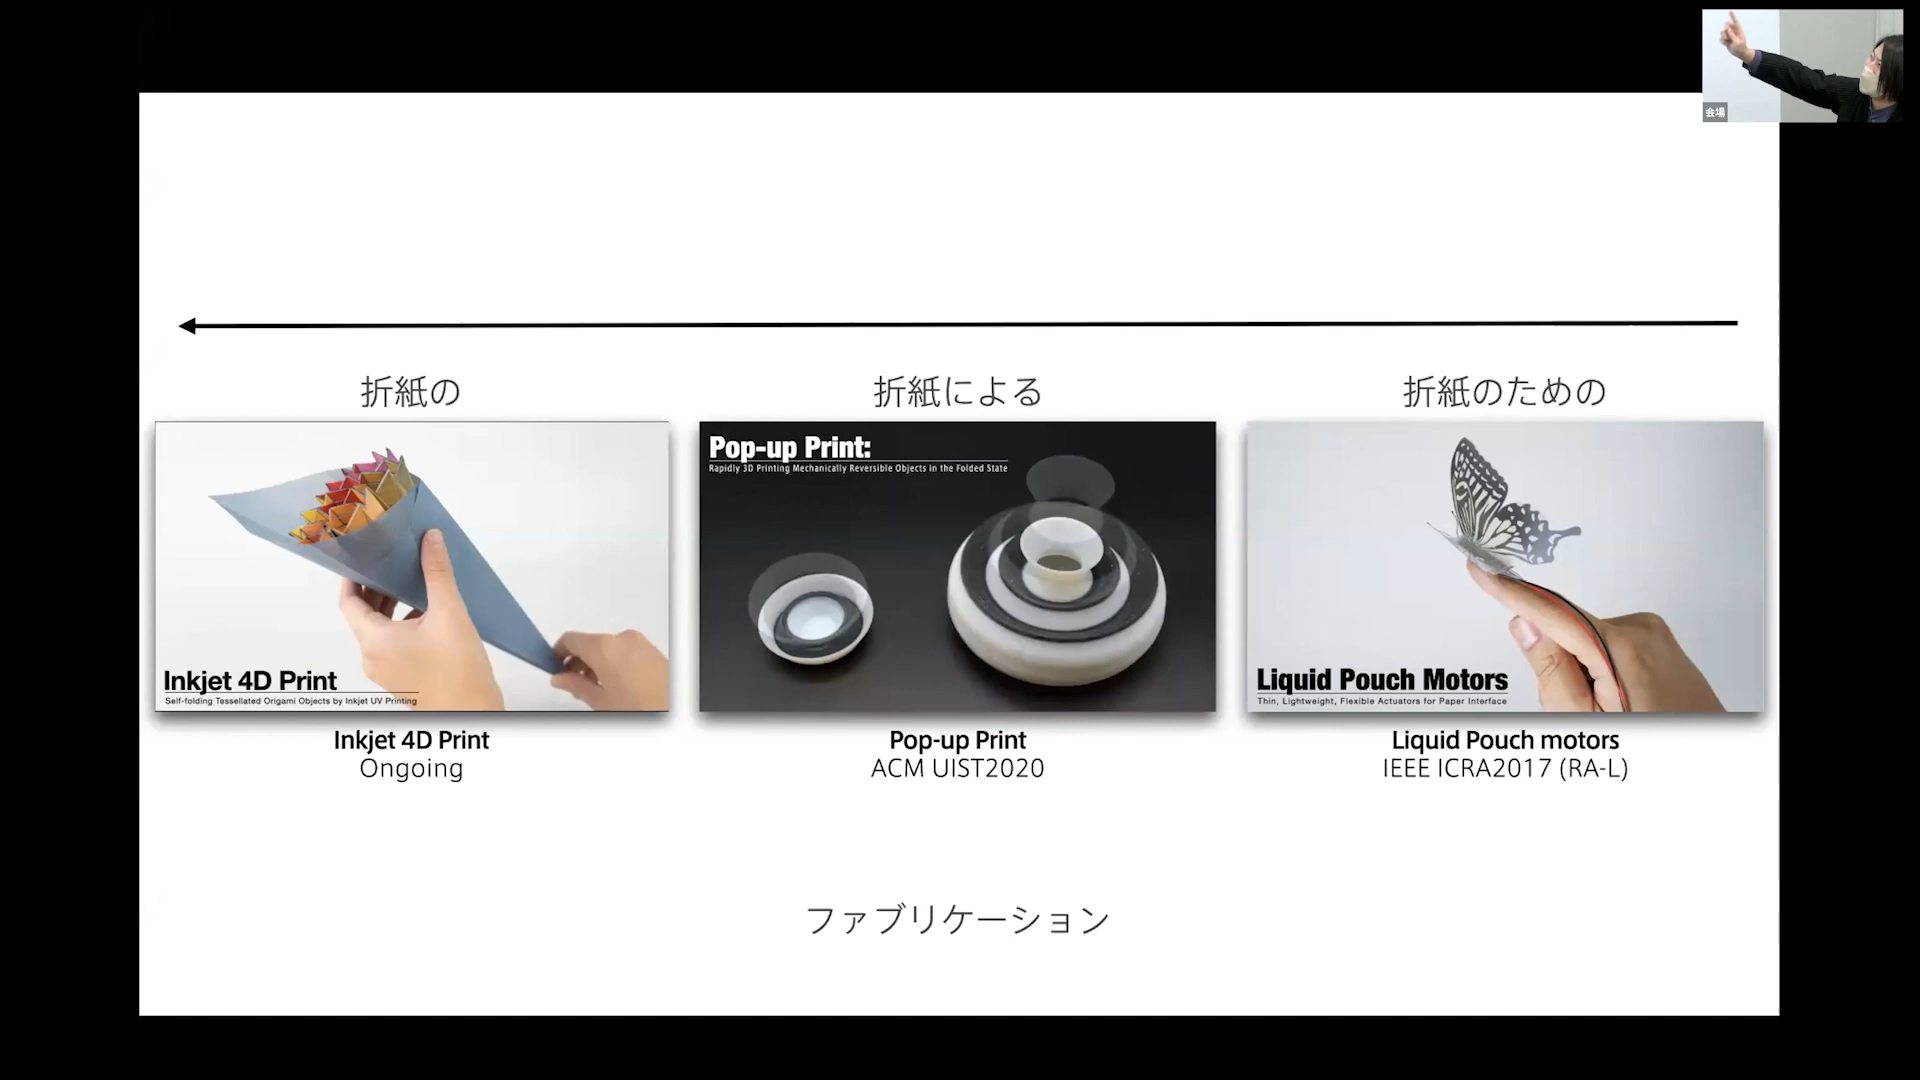 会場
折紙の
折紙による
折紙のための
Inkjet 4D Print
Self-folding Tessellated Origami Objects by Inkjet UV Printing
Pop-up Print:
Rapidly 3D Printing Mechanically Reversible Objects in the Folded State
Liquid Pouch Motors
Thin, Lightweight, Flexible Actuators for Paper Interface
Inkjet 4D Print
Ongoing
Pop-up Print
ACM UIST2020
Liquid Pouch motors
IEEE ICRA2017 (RA-L)
ファブリケーション